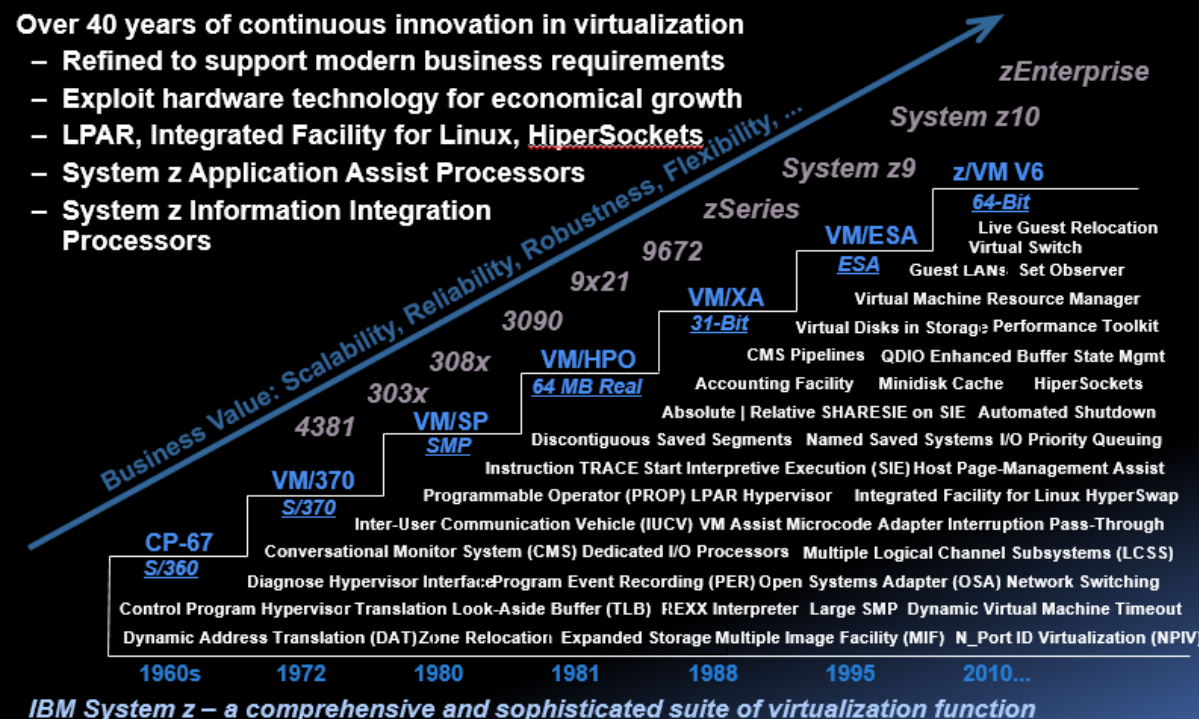 Over 40 years of continuous innovation in virtualization
– Refined to support modern business requirements
– Exploit hardware technology for economical growth
– LPAR, Integrated Facility for Linux, HiperSockets
– System z Application Assist Processors
– System z Information Integration
Processors
Business Value: Scalability, Reliability, Robustness, Flexibility, ...
4381
303x
308x
3090
9x21
9672
zSeries
System z9
System z10
zEnterprise
CP-67
S/360
VM/370
S/370
VM/SP
SMP
VM/HPO
64 MB Real
VM/XA
31-Bit
VM/ESA
ESA
z/VM V6
64-Bit
Live Guest Relocation
Virtual Switch
Guest LANs Set Observer
Virtual Machine Resource Manager
Virtual Disks in Storage Performance Toolkit
CMS Pipelines QDIO Enhanced Buffer State Mgmt
Accounting Facility Minidisk Cache HiperSockets
Absolute | Relative SHARE SIE on SIE Automated Shutdown
Discontiguous Saved Segments Named Saved Systems I/O Priority Queuing
Instruction TRACE Start Interpretive Execution (SIE) Host Page-Management Assist
Programmable Operator (PROP) LPAR Hypervisor Integrated Facility for Linux HyperSwap
Inter-User Communication Vehicle (IUCV) VM Assist Microcode Adapter Interruption Pass-Through
Conversational Monitor System (CMS) Dedicated I/O Processors Multiple Logical Channel Subsystems (LCSS)
Diagnose Hypervisor Interface Program Event Recording (PER) Open Systems Adapter (OSA) Network Switching
Control Program Hypervisor Translation Look-Aside Buffer (TLB) REXX Interpreter Large SMP Dynamic Virtual Machine Timeout
Dynamic Address Translation (DAT) Zone Relocation Expanded Storage Multiple Image Facility (MIF) N_Port ID Virtualization (NPIV)
1960s 1972 1980 1981 1988 1995 2010...
IBM System z – a comprehensive and sophisticated suite of virtualization function